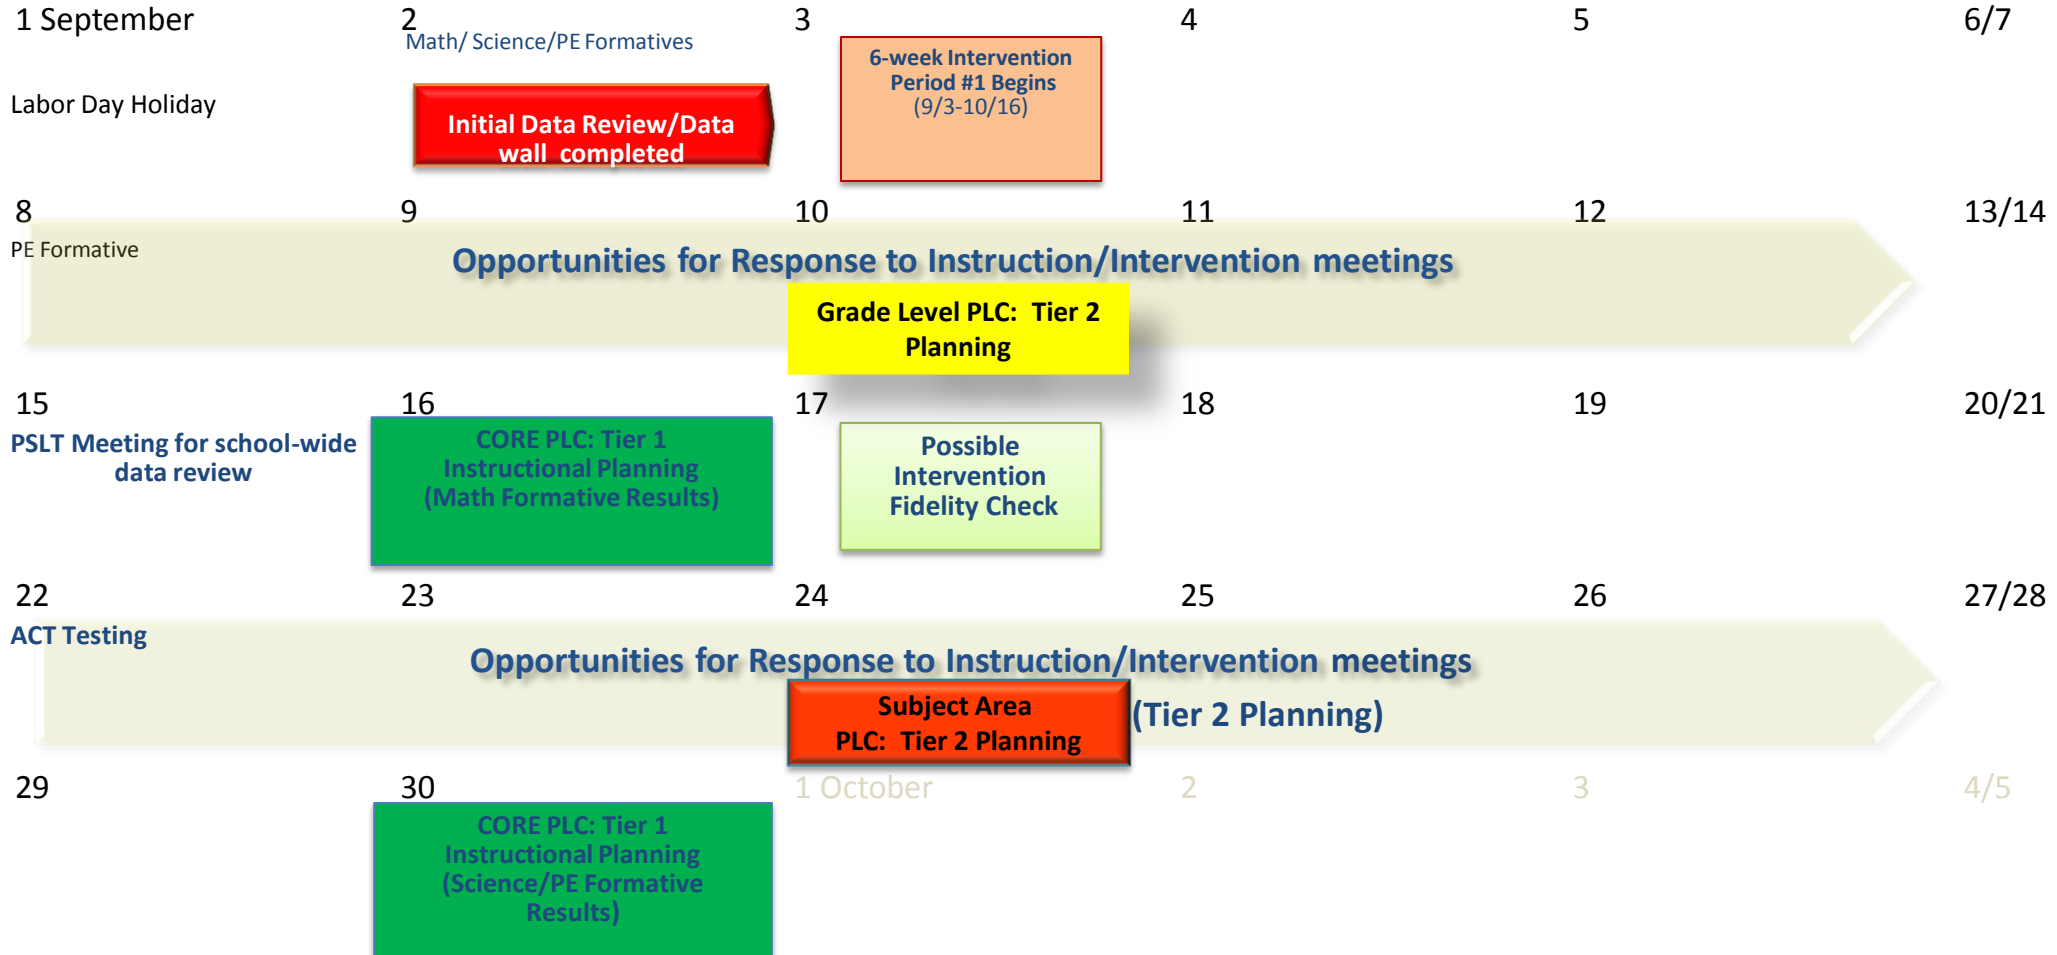 1 September
2
3
4
5
6/7
Math/ Science/PE Formatives
Labor Day Holiday
Initial Data Review/Data
wall completed
6-week Intervention
Period #1 Begins
(9/3-10/16)
8
9
10
11
12
13/14
PE Formative
Opportunities for Response to Instruction/Intervention meetings
Grade Level PLC: Tier 2
Planning
15
16
17
18
19
20/21
PSLT Meeting for school-wide
data review
CORE PLC: Tier 1
Instructional Planning
(Math Formative Results)
Possible
Intervention
Fidelity Check
22
23
24
25
26
27/28
ACT Testing
Opportunities for Response to Instruction/Intervention meetings
(Tier 2 Planning)
Subject Area
PLC: Tier 2 Planning
29
30
1 October
2
3
4/5
CORE PLC: Tier 1
Instructional Planning
(Science/PE Formative
Results)